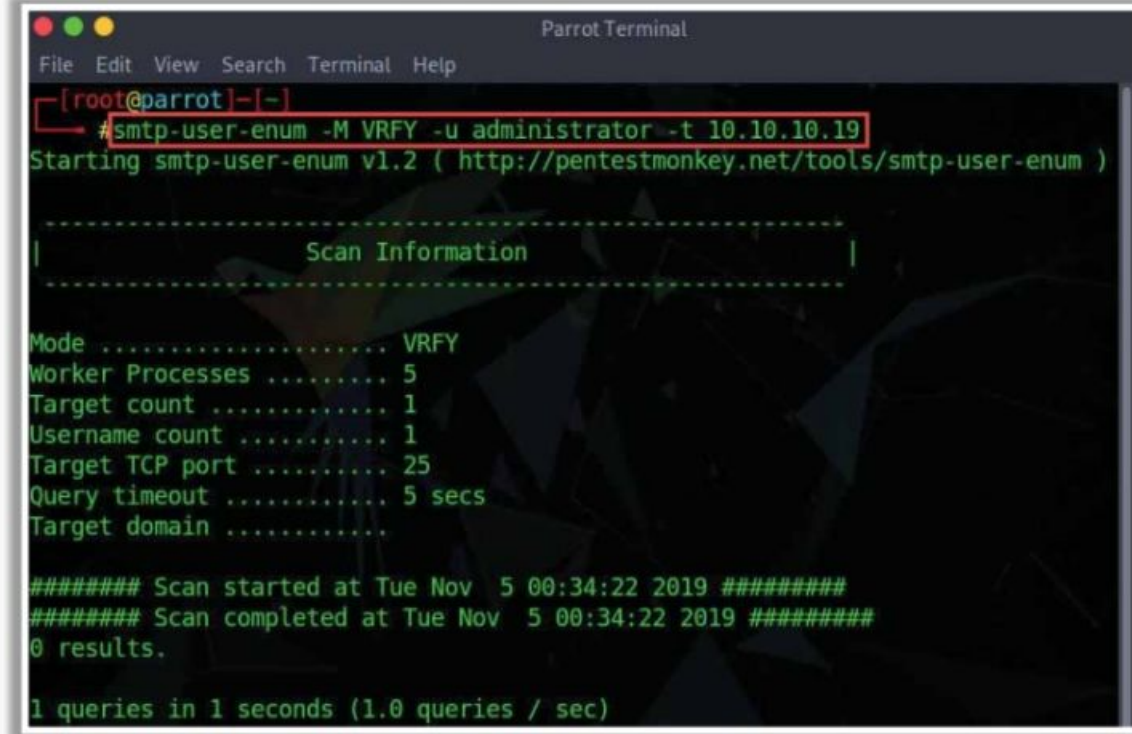 Parrot Terminal
File Edit View Search Terminal Help
[root@parrot]-[~]
#smtp-user-enum -M VRFY -u administrator -t 10.10.10.19
Starting smtp-user-enum v1.2 ( http://pentestmonkey.net/tools/smtp-user-enum )
----------------------------------------------------------
|                   Scan Information                       |
----------------------------------------------------------
Mode ..................... VRFY
Worker Processes ......... 5
Target count ............. 1
Username count ........... 1
Target TCP port .......... 25
Query timeout ............ 5 secs
Target domain ............
######## Scan started at Tue Nov  5 00:34:22 2019 #########
######## Scan completed at Tue Nov  5 00:34:22 2019 #########
0 results.
1 queries in 1 seconds (1.0 queries / sec)